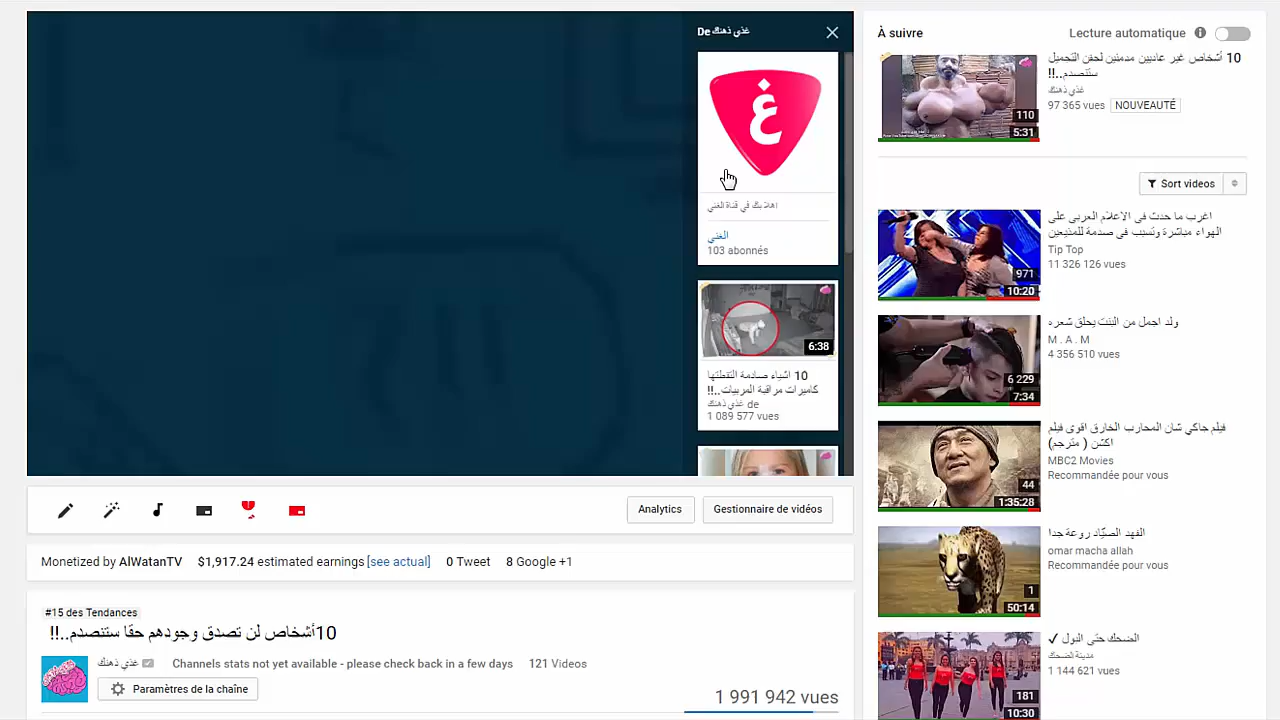 De غذي ذهنك
غ
اهلا بك في قناة الغني
الغني
103 abonnés
6:38
10 اشياء صادمة التقطتها
كاميرات مراقبة المربيات..!!
de غذي ذهنك
1 089 577 vues
Analytics
Gestionnaire de vidéos
Monetized by AlWatanTV $1,917.24 estimated earnings [see actual] 0 Tweet 8 Google +1
#15 des Tendances
10أشخاص لن تصدق وجودهم حقا ستنصدم..!!
غذي ذهنك
Channels stats not yet available - please check back in a few days 121 Videos
Paramètres de la chaîne
1 991 942 vues
À suivre
Lecture automatique
10 أشخاص غير عاديين مدمنين لحقن التجميل
ستنصدم..!!
غذي ذهنك
97 365 vues NOUVEAUTÉ
110
5:31
Sort videos
اغرب ما حدث في الاعلام العربي على
الهواء مباشرة وتسبب في صدمة للمذيعين
Tip Top
11 326 126 vues
971
10:20
ولد اجمل من البنت يحلق شعره
M . A . M
4 356 510 vues
6 229
7:34
فيلم جاكي شان المحارب الخارق اقوى فيلم
اكشن ( مترجم)
MBC2 Movies
Recommandée pour vous
44
1:35:28
الفهد الصيّاد روعة جدا
omar macha allah
Recommandée pour vous
1
50:14
الضحك حتى البول ✔
مدينة الضحك
1 144 621 vues
181
10:30